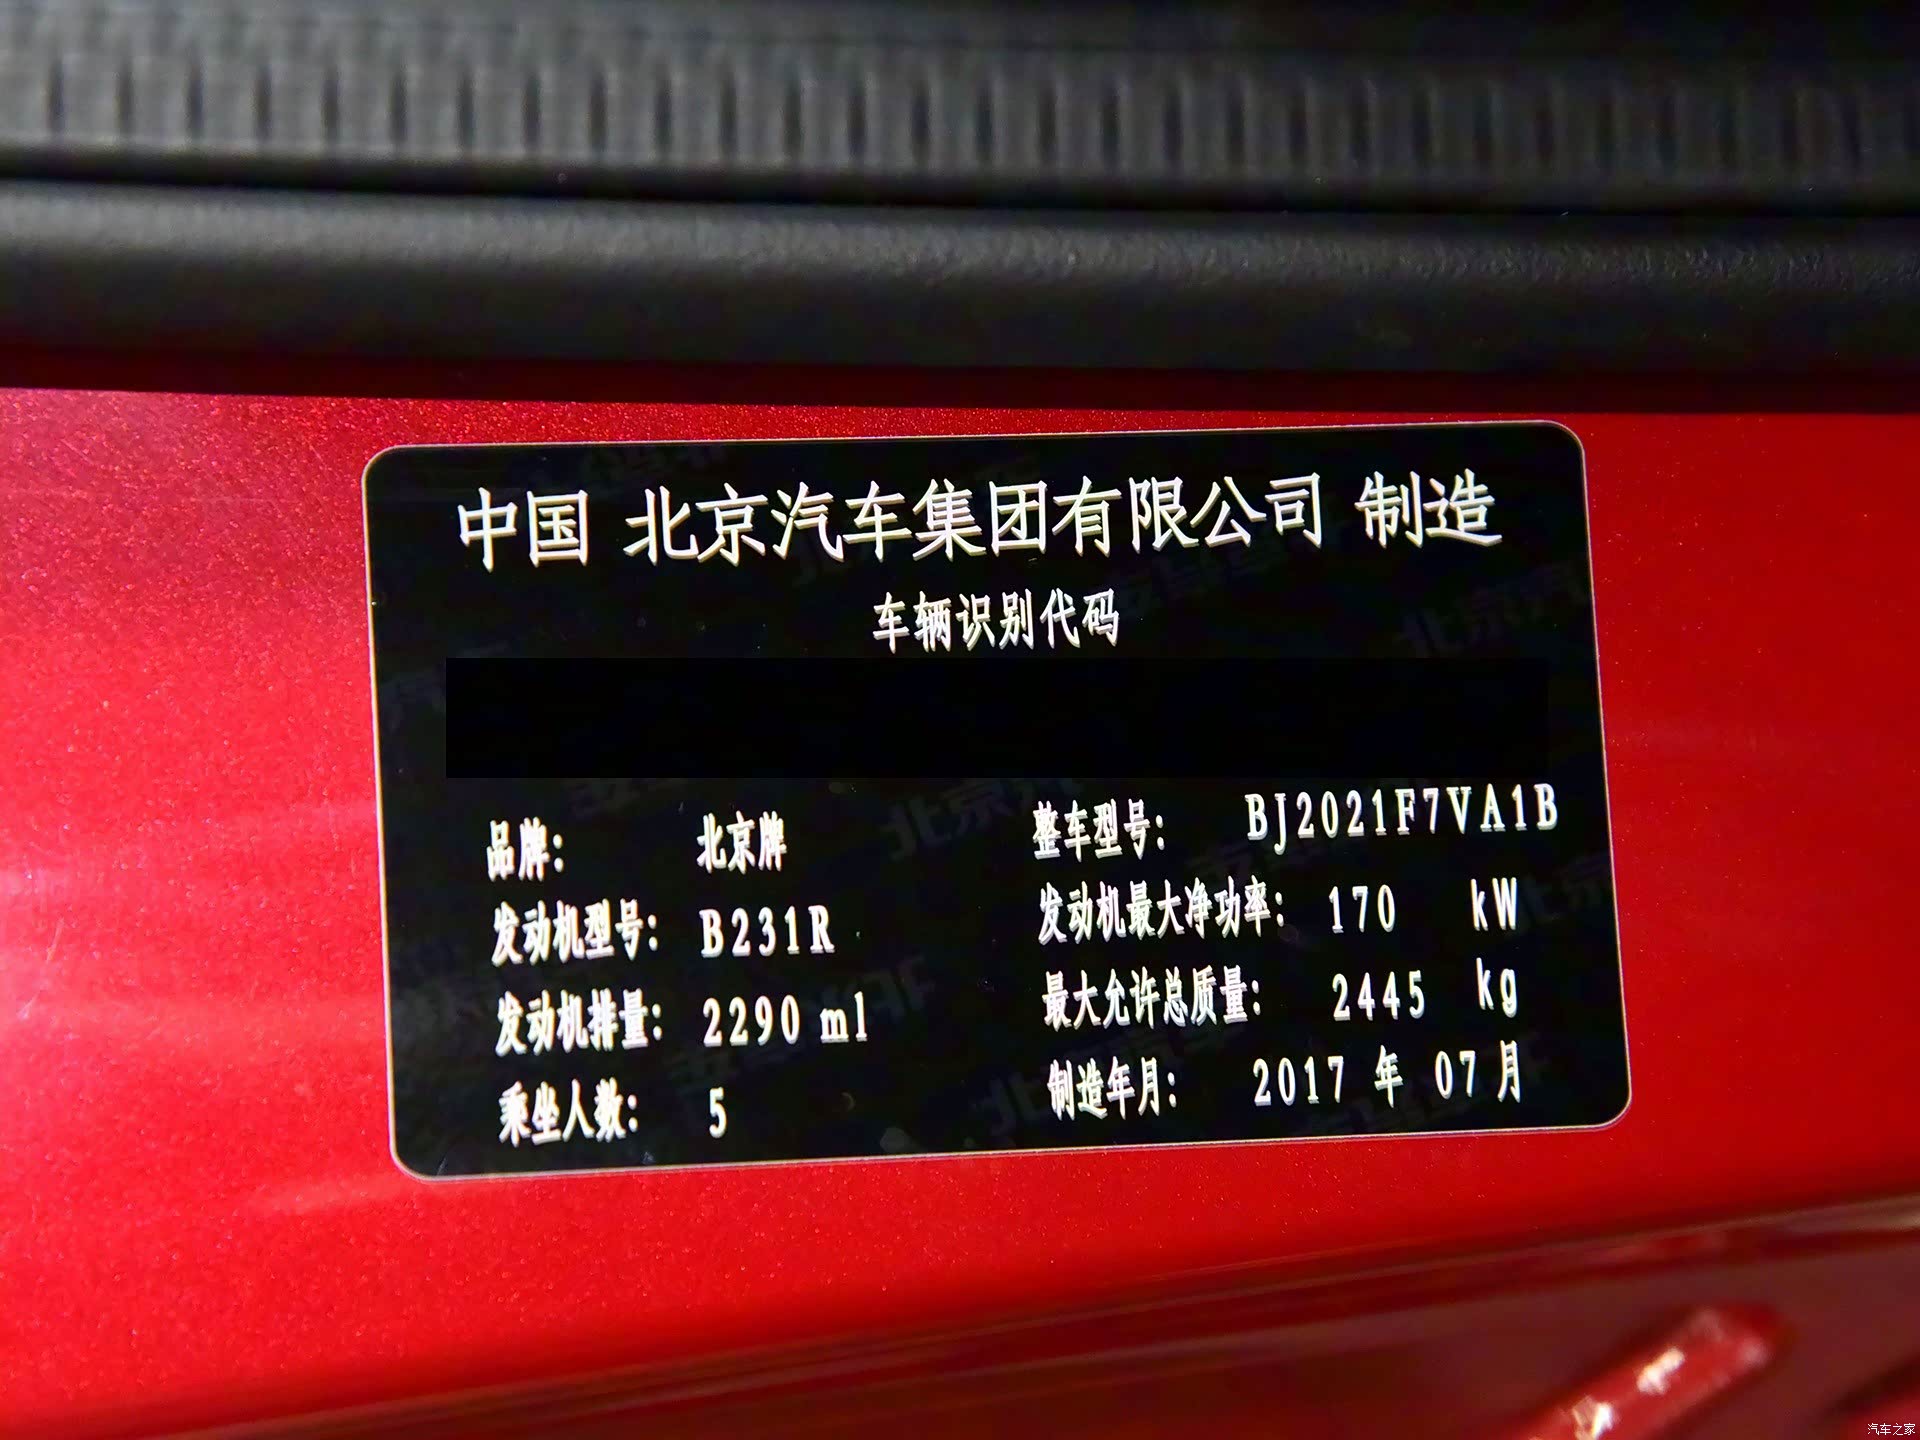 中国 北京汽车集团有限公司 制造
车辆识别代码
品牌: 北京牌 整车型号: BJ2021F7VA1B
发动机型号: B231R 发动机最大净功率: 170 kW
发动机排量: 2290 ml 最大允许总质量: 2445 kg
乘坐人数: 5 制造年月: 2017 年 07 月
汽车之家